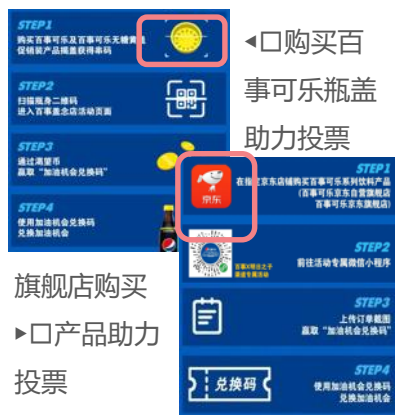 STEP1
购买百事可乐及百事可乐无糖黄盖
促销装产品揭盖获得串码
STEP2
扫描瓶身二维码
进入百事盖念店活动页面
STEP3
通过渴望币
赢取“加油机会兑换码”
STEP4
使用加油机会兑换码
兑换加油机会
◂口购买百
事可乐瓶盖
助力投票
京东
STEP1
在指定京东店铺购买百事可乐系列饮料产品
(百事可乐京东自营旗舰店
百事可乐京东旗舰店)
STEP2
前往活动专属微信小程序
STEP3
上传订单截图
赢取“加油机会兑换码”
兑换码
STEP4
使用加油机会兑换码
兑换加油机会
旗舰店购买
▸口产品助力
投票